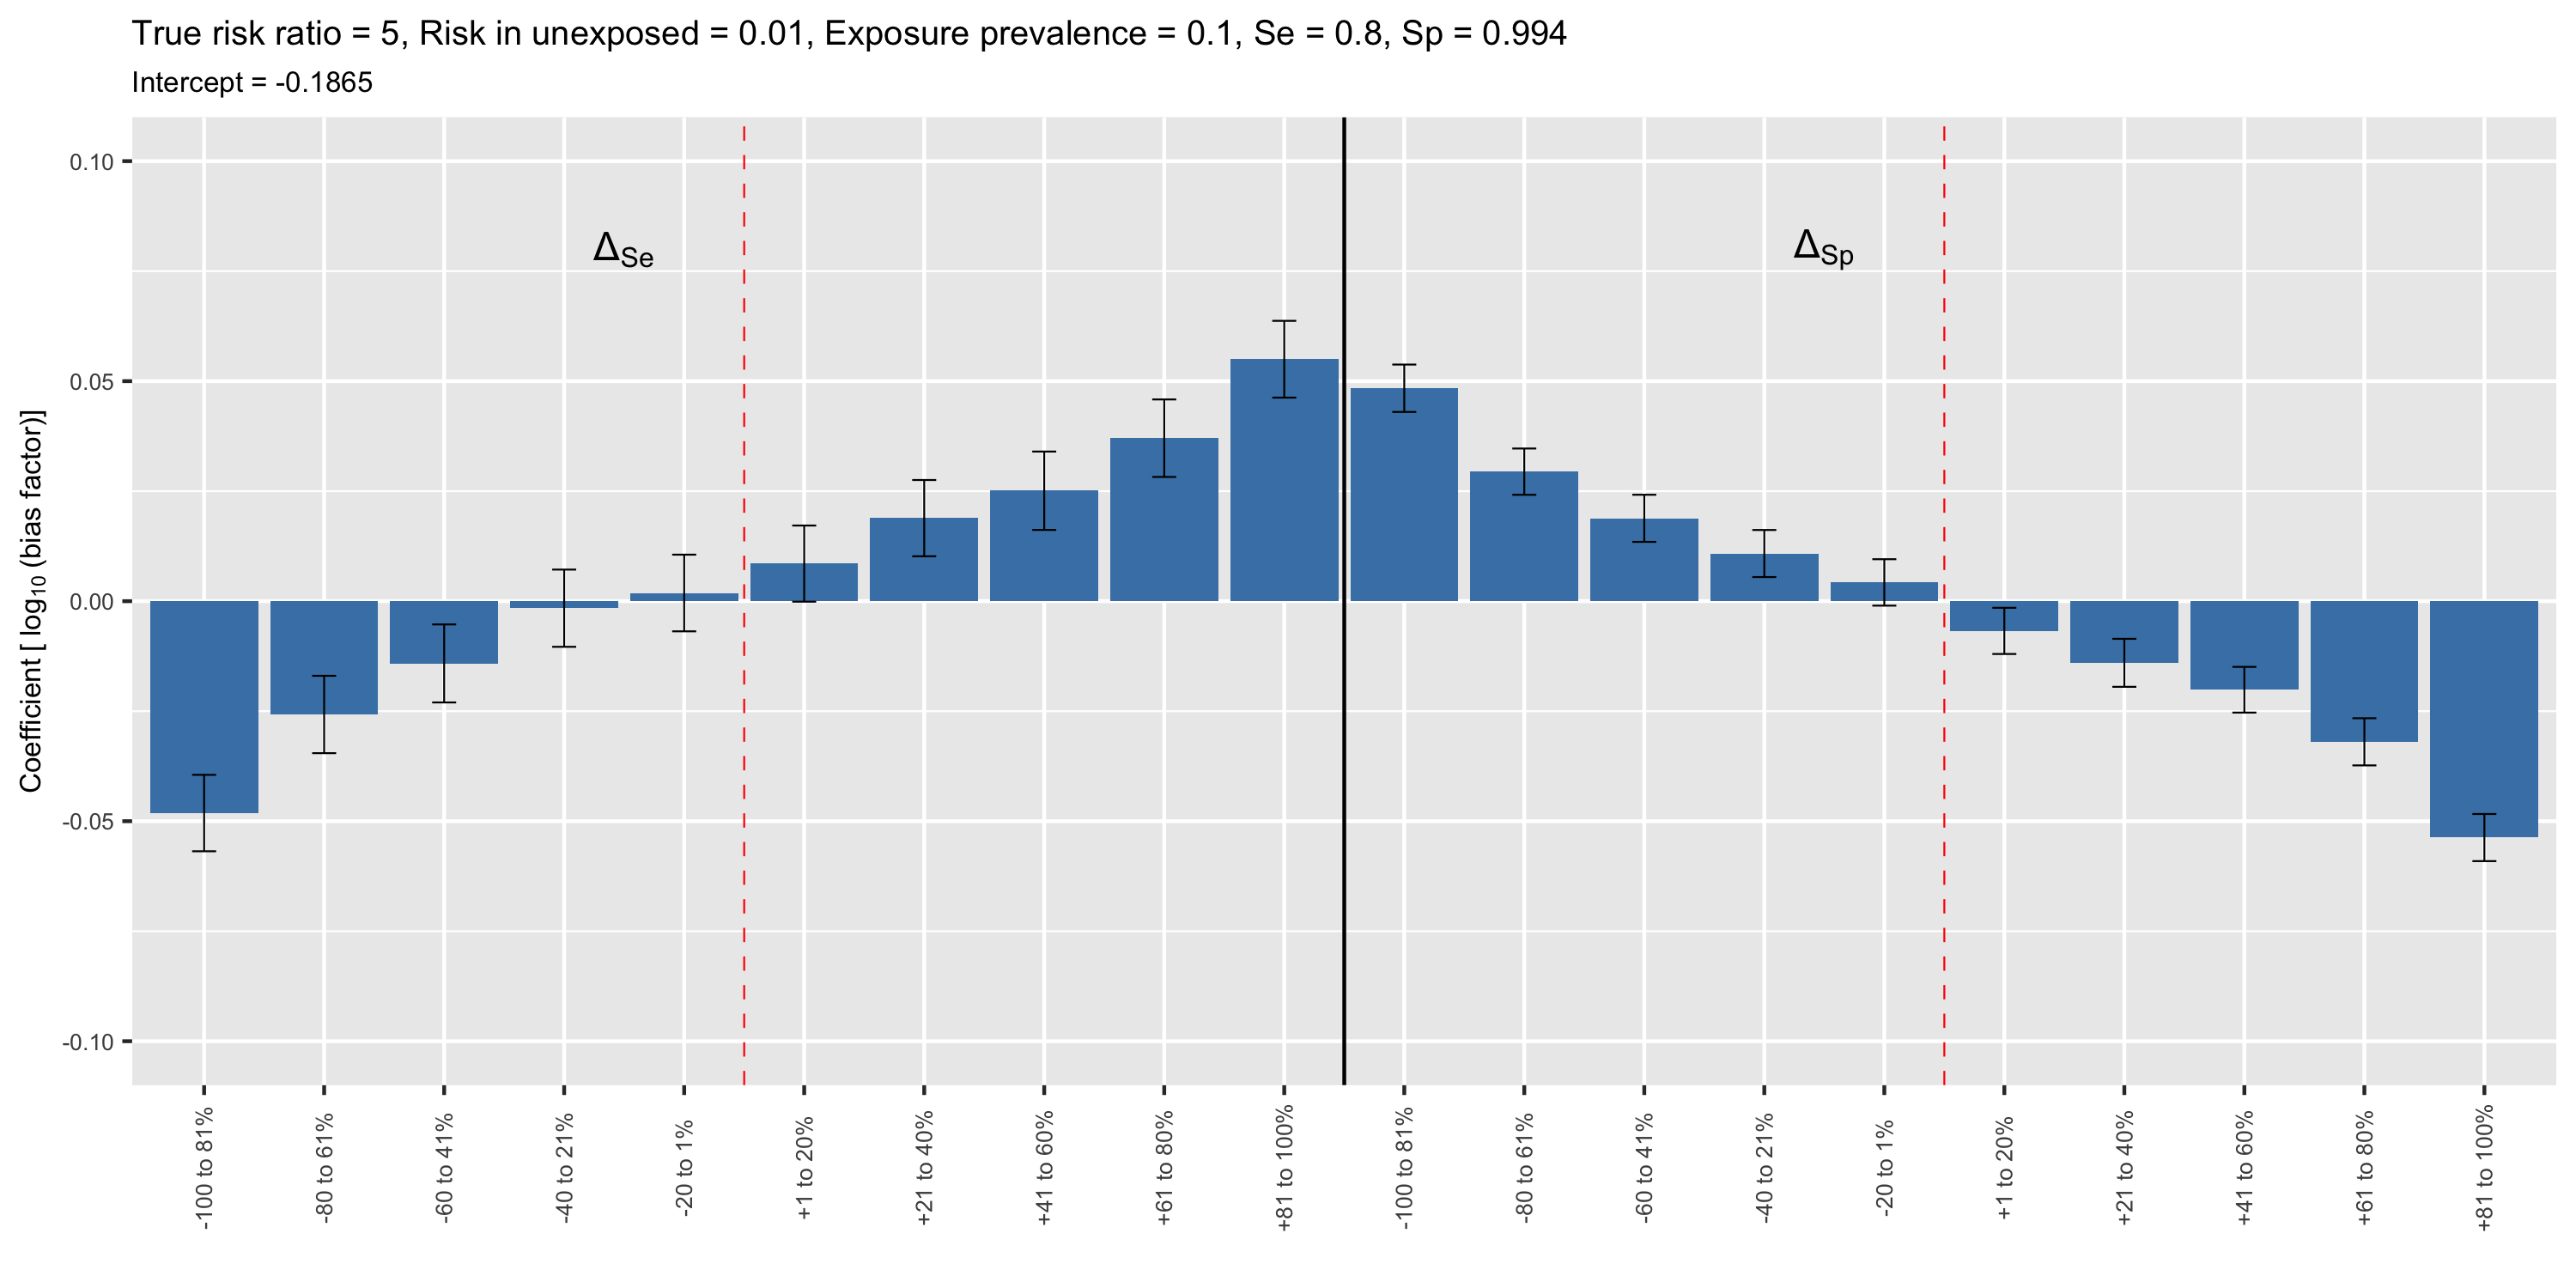 True risk ratio = 5, Risk in unexposed = 0.01, Exposure prevalence = 0.1, Se = 0.8, Sp = 0.994
Intercept = -0.1865
Coefficient [ log10 (bias factor)]
0.10
0.05
0.00
-0.05
-0.10
ΔSe
ΔSp
-100 to 81%
-80 to 61%
-60 to 41%
-40 to 21%
-20 to 1%
+1 to 20%
+21 to 40%
+41 to 60%
+61 to 80%
+81 to 100%
-100 to 81%
-80 to 61%
-60 to 41%
-40 to 21%
-20 to 1%
+1 to 20%
+21 to 40%
+41 to 60%
+61 to 80%
+81 to 100%